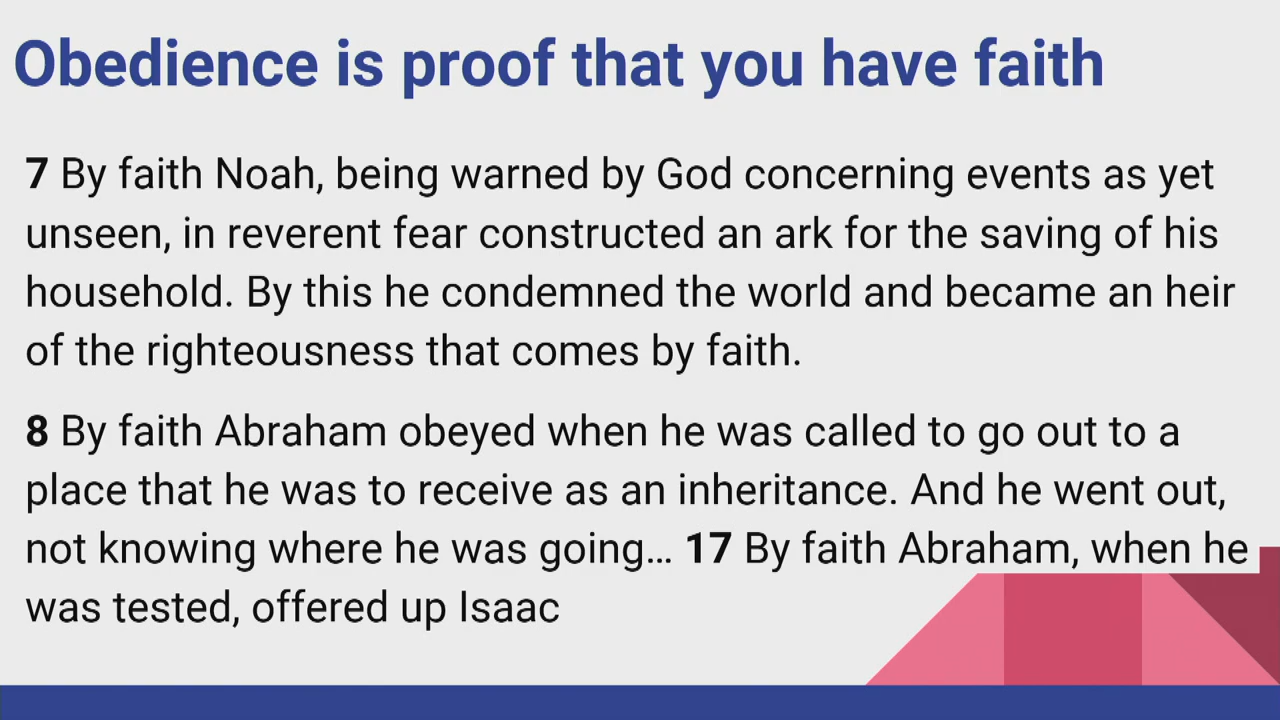 Obedience is proof that you have faith
7 By faith Noah, being warned by God concerning events as yet
unseen, in reverent fear constructed an ark for the saving of his
household. By this he condemned the world and became an heir
of the righteousness that comes by faith.
8 By faith Abraham obeyed when he was called to go out to a
place that he was to receive as an inheritance. And he went out,
not knowing where he was going… 17 By faith Abraham, when he
was tested, offered up Isaac